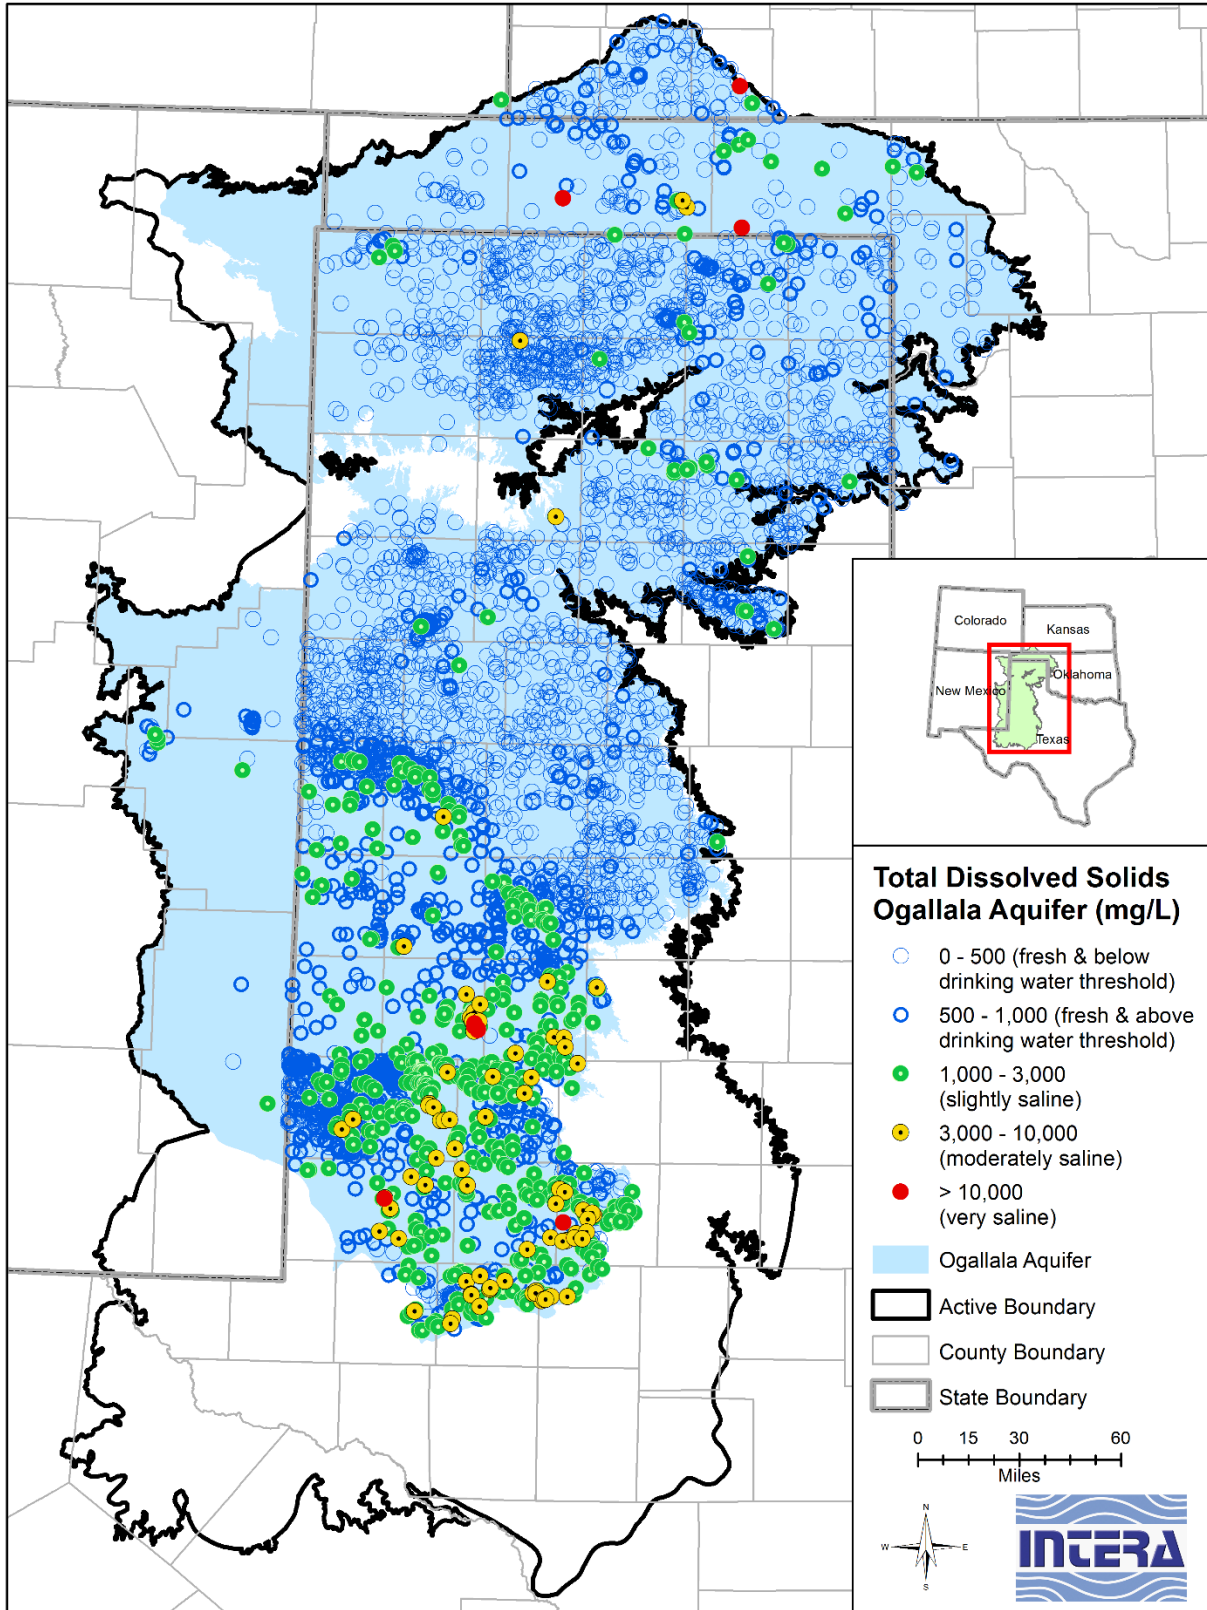 Colorado
Kansas
New Mexico
Oklahoma
Texas
Total Dissolved Solids
Ogallala Aquifer (mg/L)
0 - 500 (fresh & below
drinking water threshold)
500 - 1,000 (fresh & above
drinking water threshold)
1,000 - 3,000
(slightly saline)
3,000 - 10,000
(moderately saline)
> 10,000
(very saline)
Ogallala Aquifer
Active Boundary
County Boundary
State Boundary
0 15 30 60
Miles
N
W E
S
INTERA